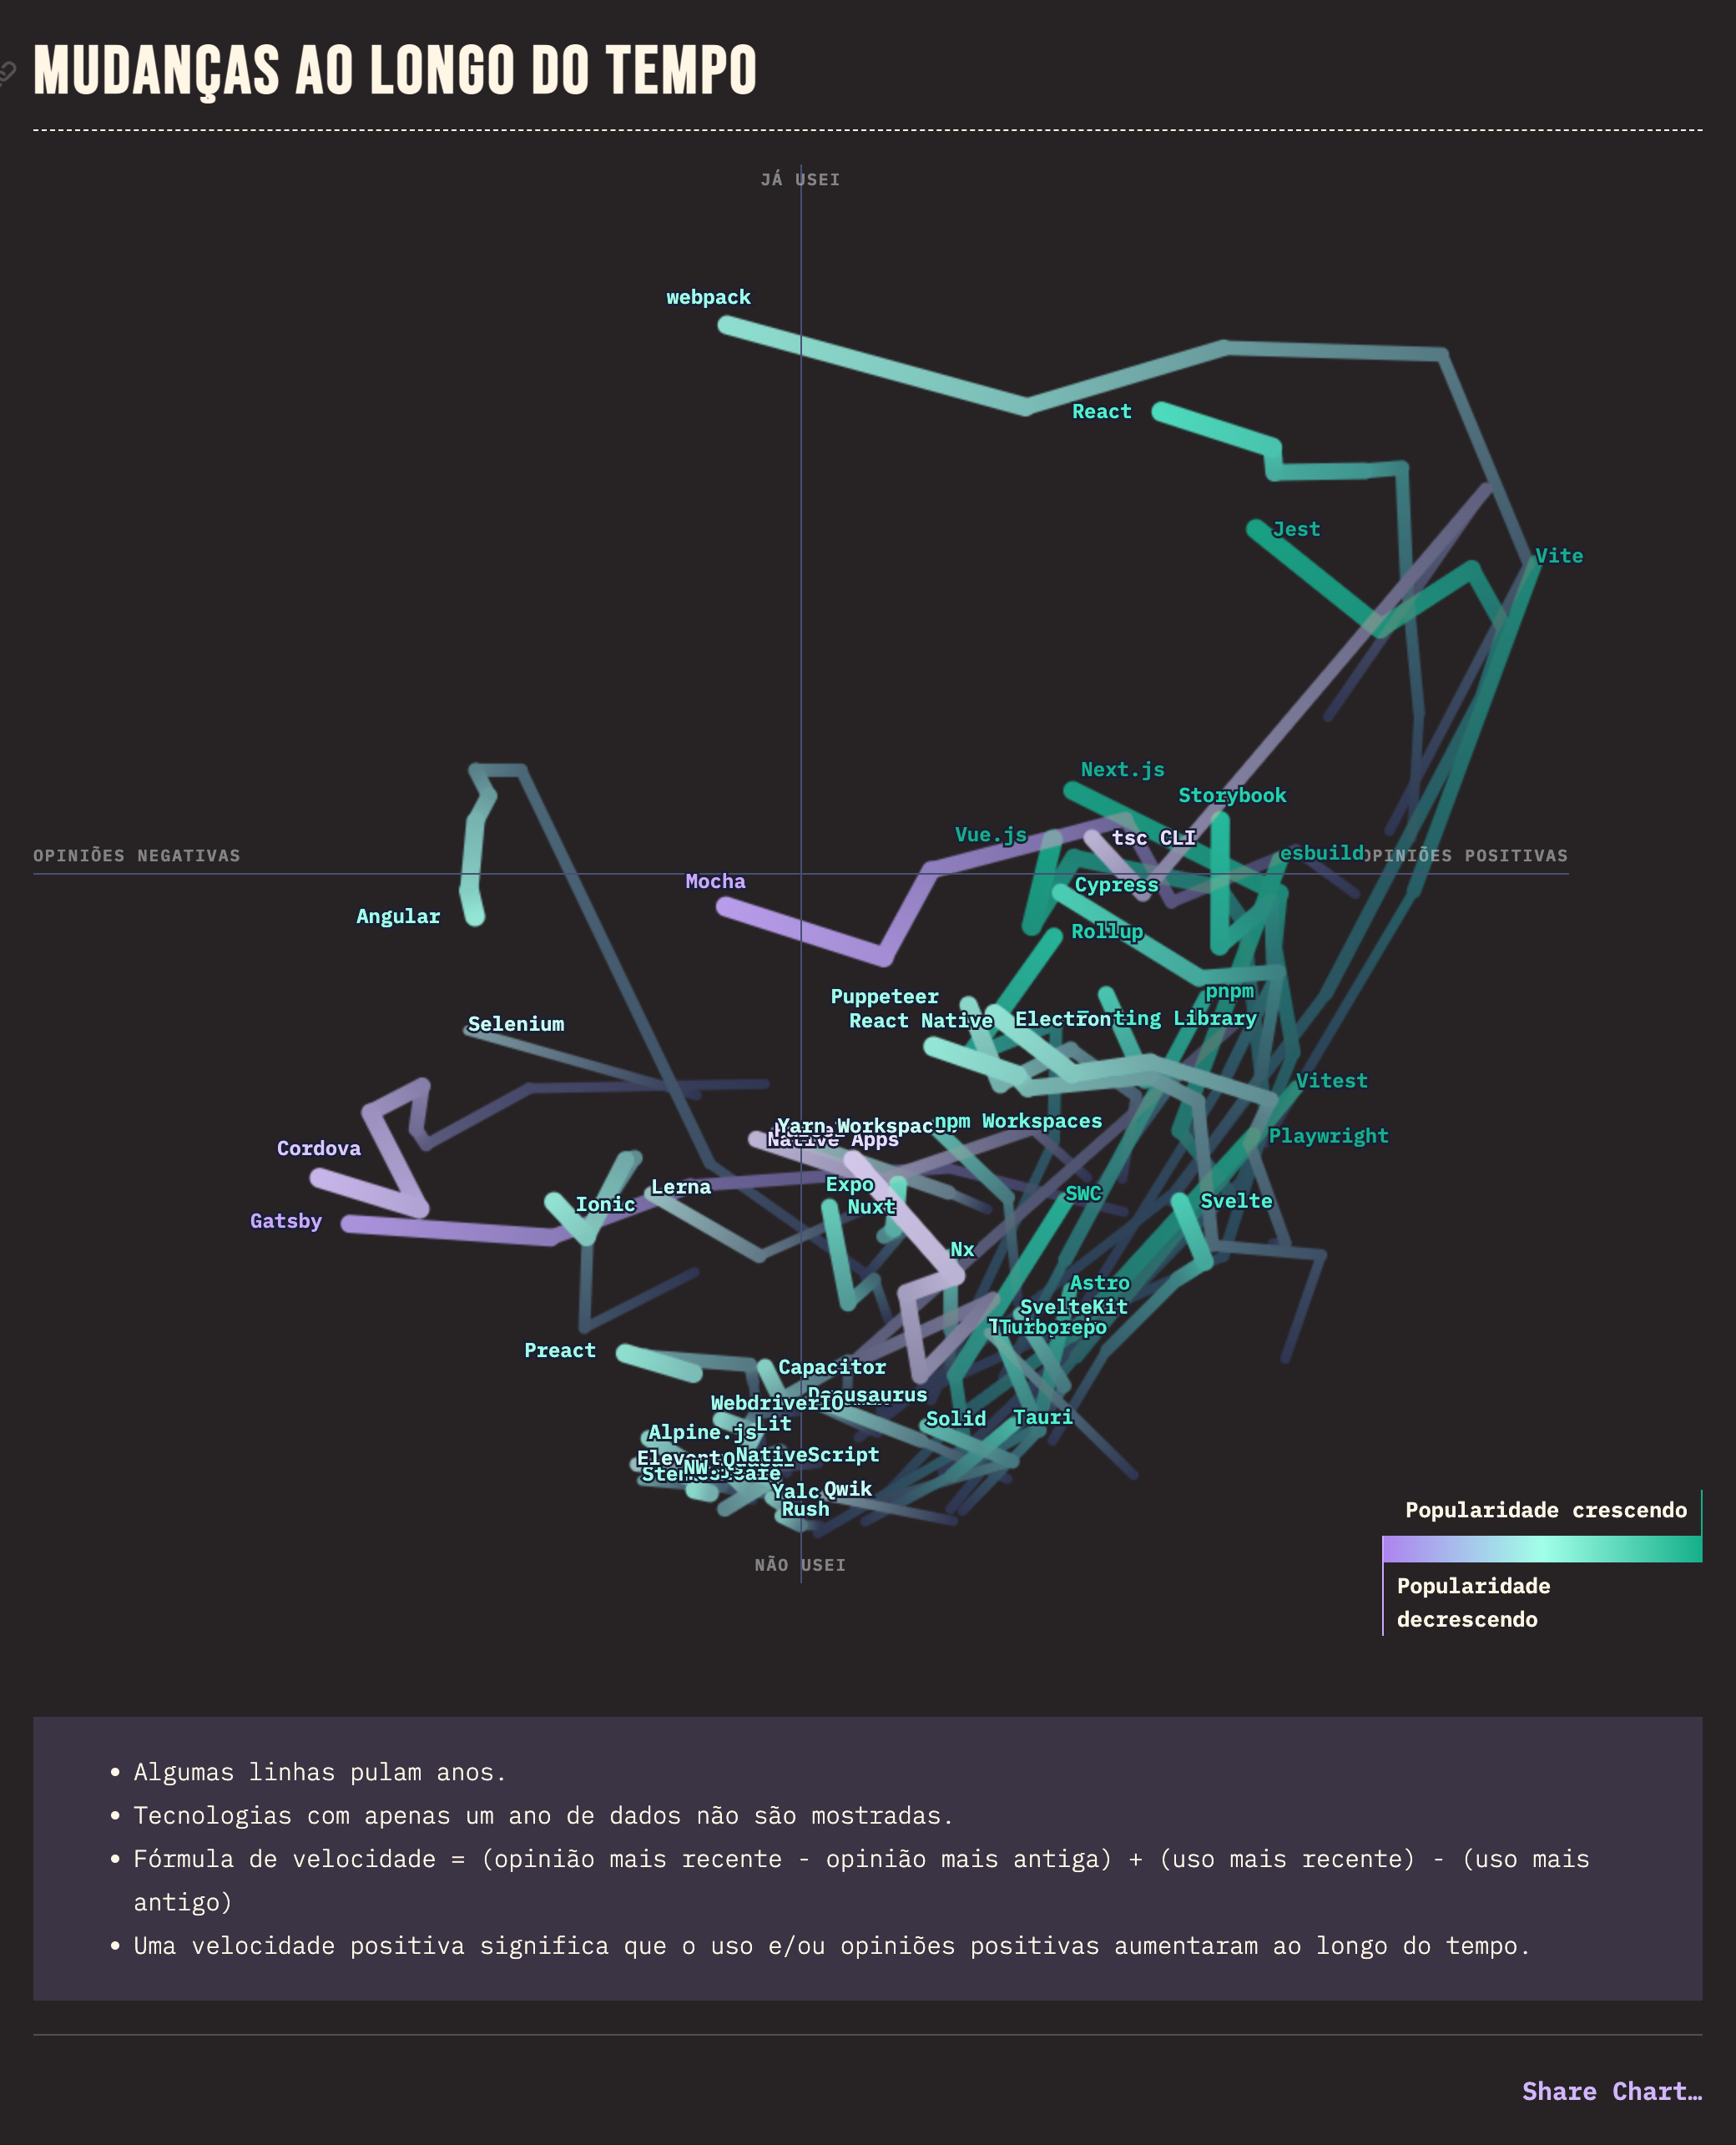 MUDANÇAS AO LONGO DO TEMPO
JÁ USEI
webpack
React
Jest
Vite
Next.js
Storybook
Vue.js
tsc CLI
esbuild
OPINIÕES NEGATIVAS
OPINIÕES POSITIVAS
Mocha
Cypress
Angular
Rollup
pnpm
Puppeteer
React Native
Electron
Testing Library
Selenium
Vitest
npm Workspaces
Yarn Workspaces
Playwright
Native Apps
Cordova
Expo
Lerna
SWC
Svelte
Ionic
Nuxt
Gatsby
Nx
Astro
SvelteKit
Turborepo
Preact
Capacitor
Docusaurus
WebdriverIO
Solid
Tauri
Lit
Alpine.js
NativeScript
Qwik
Yalc
Rush
NÃO USEI
Popularidade crescendo
Popularidade
decrescendo
• Algumas linhas pulam anos.
• Tecnologias com apenas um ano de dados não são mostradas.
• Fórmula de velocidade = (opinião mais recente - opinião mais antiga) + (uso mais recente) - (uso mais
antigo)
• Uma velocidade positiva significa que o uso e/ou opiniões positivas aumentaram ao longo do tempo.
Share Chart…